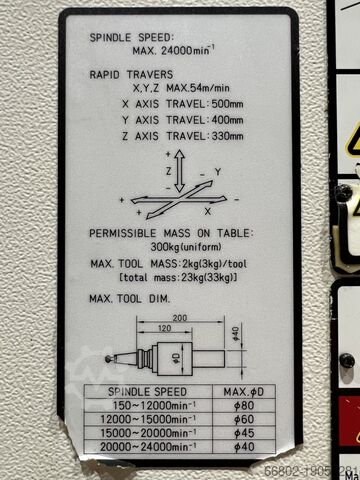 SPINDLE SPEED:
MAX. 24000min⁻¹
RAPID TRAVERS
X,Y,Z MAX.54m/min
X AXIS TRAVEL:500mm
Y AXIS TRAVEL:400mm
Z AXIS TRAVEL:330mm
+ + Y
Z
- +
- - X
PERMISSIBLE MASS ON TABLE:
300kg(uniform)
MAX. TOOL MASS:2kg(3kg)/tool
[total mass:23kg(33kg)]
MAX. TOOL DIM.
200
120
φ40
φD
SPINDLE SPEED MAX.φD
150~12000min⁻¹ φ80
12000~15000min⁻¹ φ60
15000~20000min⁻¹ φ45
20000~24000min⁻¹ φ40
Ma